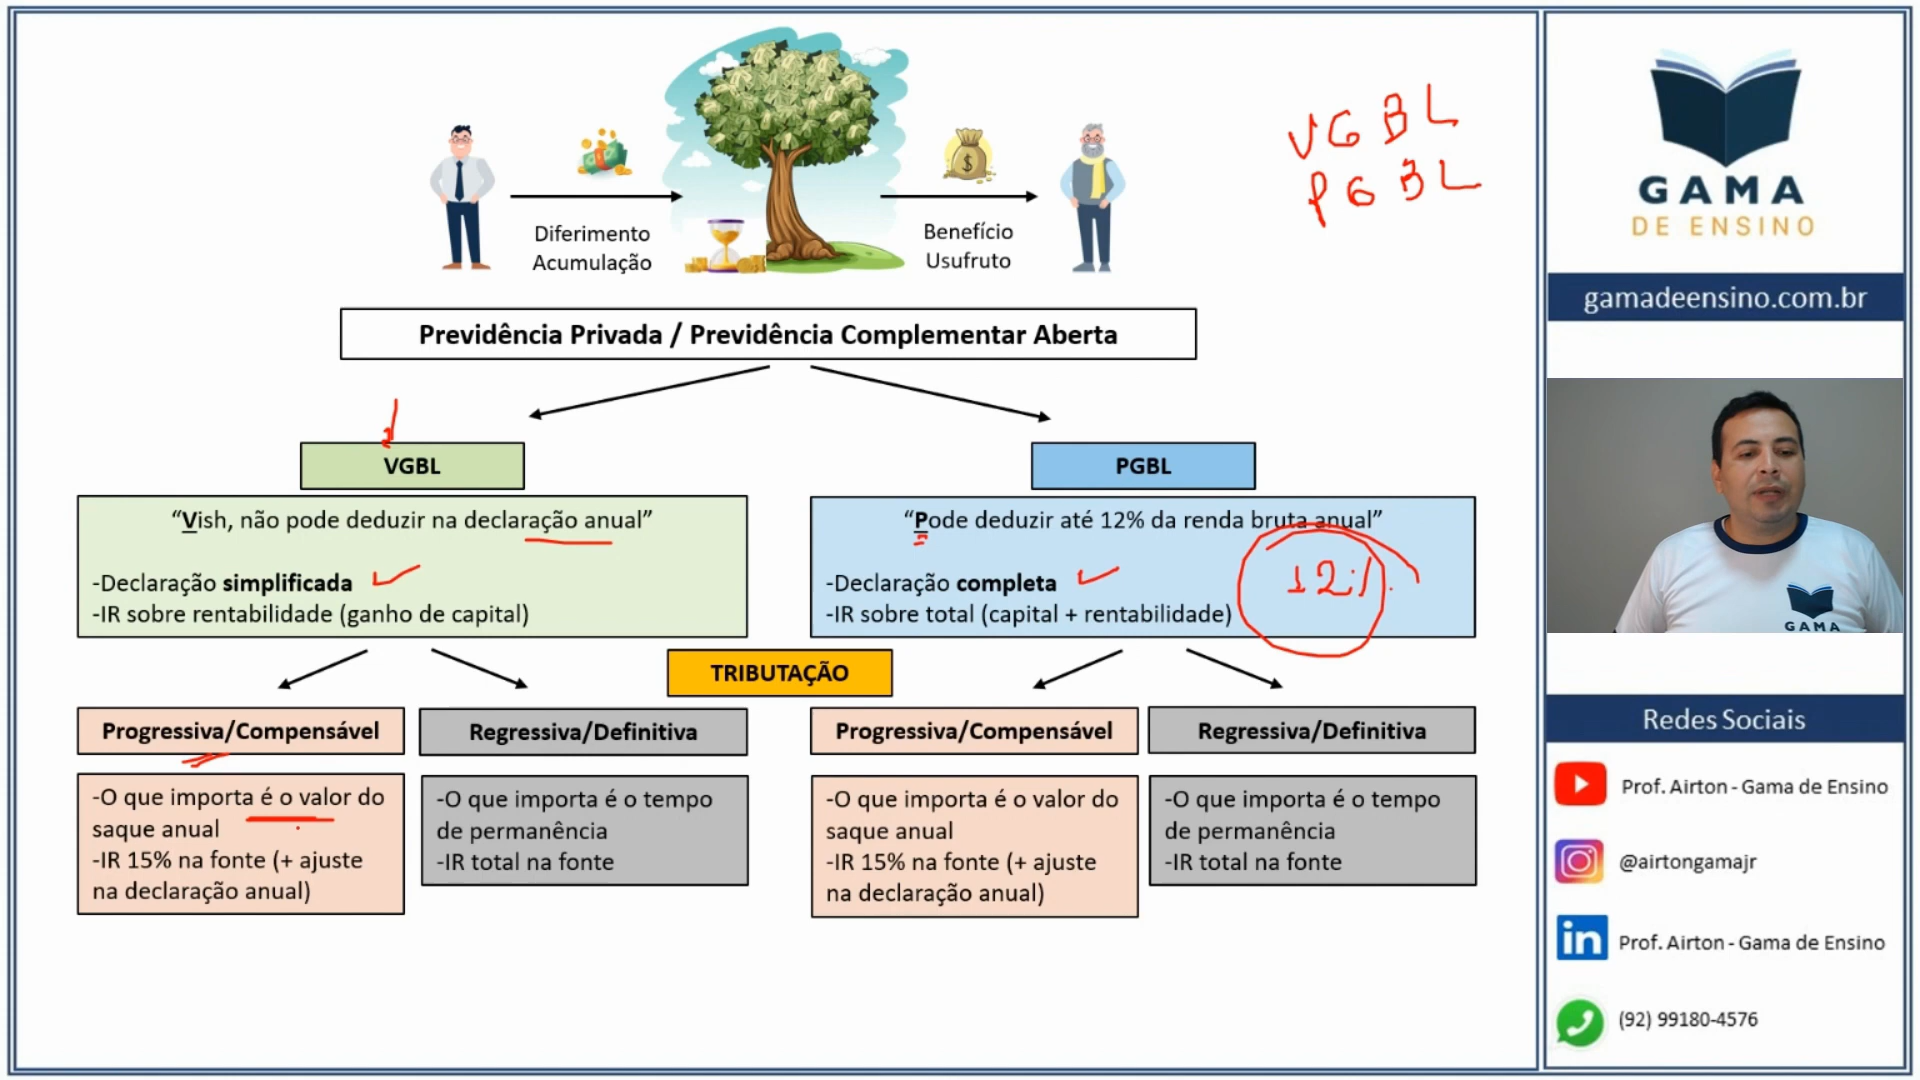 VGBL
PGBL
Diferimento
Acumulação
Benefício
Usufruto
Previdência Privada / Previdência Complementar Aberta
VGBL
“Vish, não pode deduzir na declaração anual”
-Declaração simplificada
-IR sobre rentabilidade (ganho de capital)
PGBL
“Pode deduzir até 12% da renda bruta anual”
-Declaração completa
-IR sobre total (capital + rentabilidade)
12%
TRIBUTAÇÃO
Progressiva/Compensável
-O que importa é o valor do
saque anual
-IR 15% na fonte (+ ajuste
na declaração anual)
Regressiva/Definitiva
-O que importa é o tempo
de permanência
-IR total na fonte
Progressiva/Compensável
-O que importa é o valor do
saque anual
-IR 15% na fonte (+ ajuste
na declaração anual)
Regressiva/Definitiva
-O que importa é o tempo
de permanência
-IR total na fonte
GAMA
DE ENSINO
gamadeensino.com.br
GAMA
Redes Sociais
Prof. Airton - Gama de Ensino
@airtongamajr
in
Prof. Airton - Gama de Ensino
(92) 99180-4576